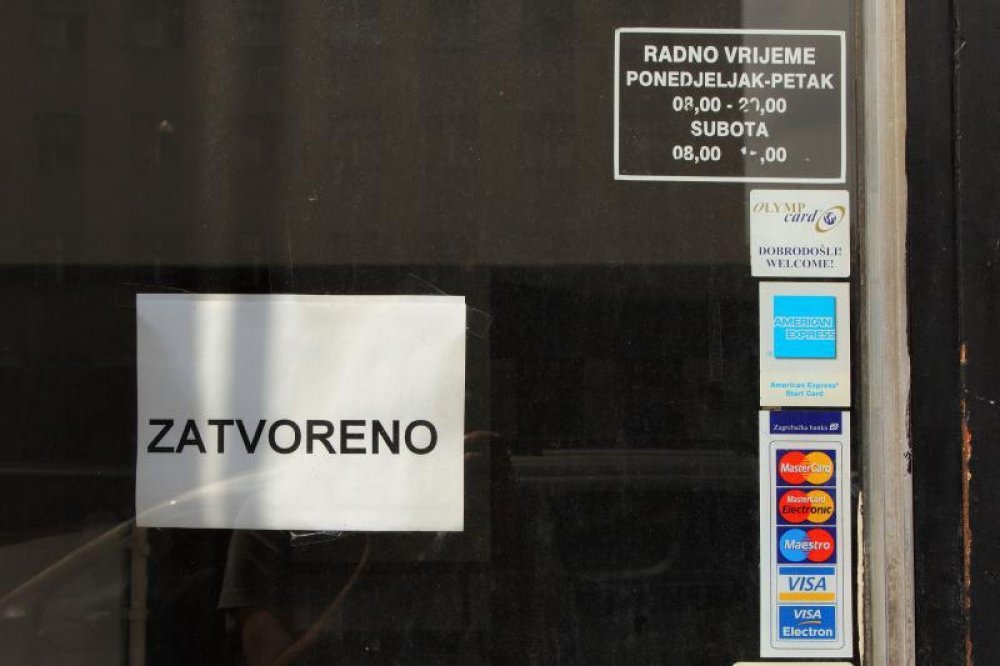 RADNO VRIJEME
PONEDJELJAK-PETAK
08,00 - 20,00
SUBOTA
08,00
OLYMP
card
DOBRODOŠLI!
WELCOME!
ZATVORENO
AMERICAN
EXPRESS
American Express®
Start Card
Zagrebačka banka
MasterCard
MasterCard
Electronic
Maestro
VISA
VISA
Electron